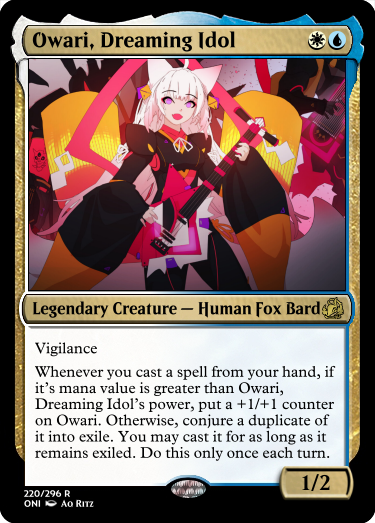 Owari, Dreaming Idol
Legendary Creature — Human Fox Bard
Vigilance
Whenever you cast a spell from your hand, if
it's mana value is greater than Owari,
Dreaming Idol's power, put a +1/+1 counter
on Owari. Otherwise, conjure a duplicate of
it into exile. You may cast it for as long as it
remains exiled. Do this only once each turn.
1/2
220/296 R
ONI Ao Ritz